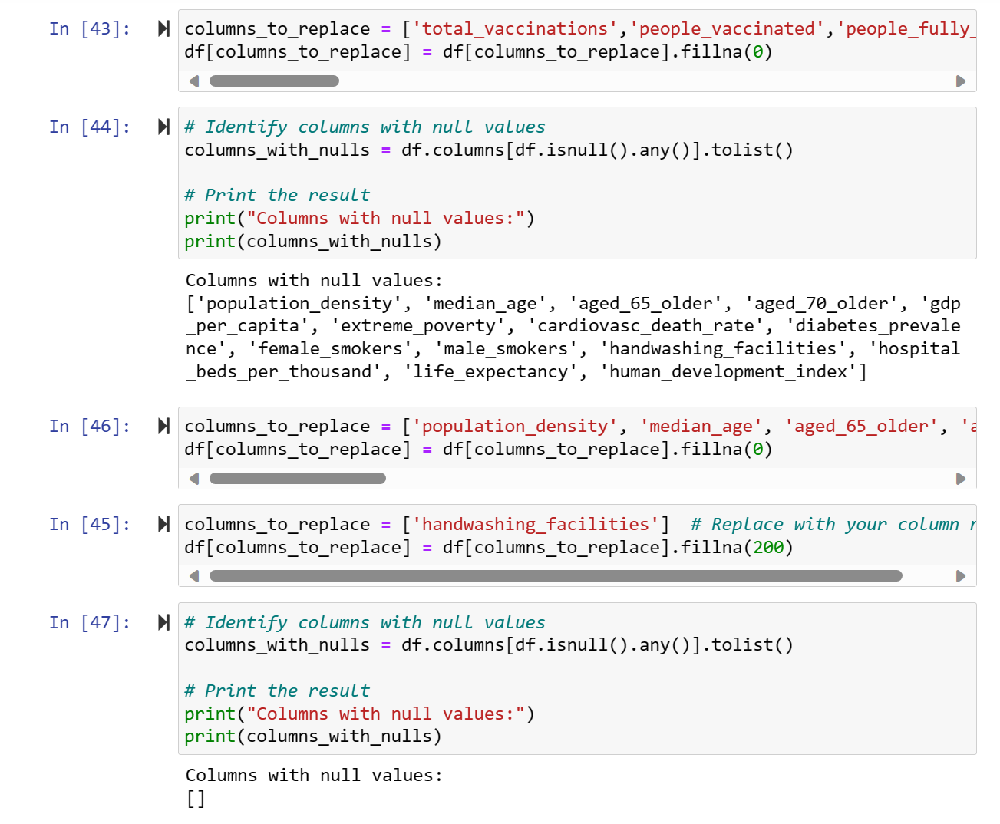 In [43]:
columns_to_replace = ['total_vaccinations','people_vaccinated','people_fully_
df[columns_to_replace] = df[columns_to_replace].fillna(0)
In [44]:
# Identify columns with null values
columns_with_nulls = df.columns[df.isnull().any()].tolist()
# Print the result
print("Columns with null values:")
print(columns_with_nulls)
Columns with null values:
['population_density', 'median_age', 'aged_65_older', 'aged_70_older', 'gdp
_per_capita', 'extreme_poverty', 'cardiovasc_death_rate', 'diabetes_prevale
nce', 'female_smokers', 'male_smokers', 'handwashing_facilities', 'hospital
_beds_per_thousand', 'life_expectancy', 'human_development_index']
In [46]:
columns_to_replace = ['population_density', 'median_age', 'aged_65_older', 'a
df[columns_to_replace] = df[columns_to_replace].fillna(0)
In [45]:
columns_to_replace = ['handwashing_facilities']  # Replace with your column
df[columns_to_replace] = df[columns_to_replace].fillna(200)
In [47]:
# Identify columns with null values
columns_with_nulls = df.columns[df.isnull().any()].tolist()
# Print the result
print("Columns with null values:")
print(columns_with_nulls)
Columns with null values:
[]